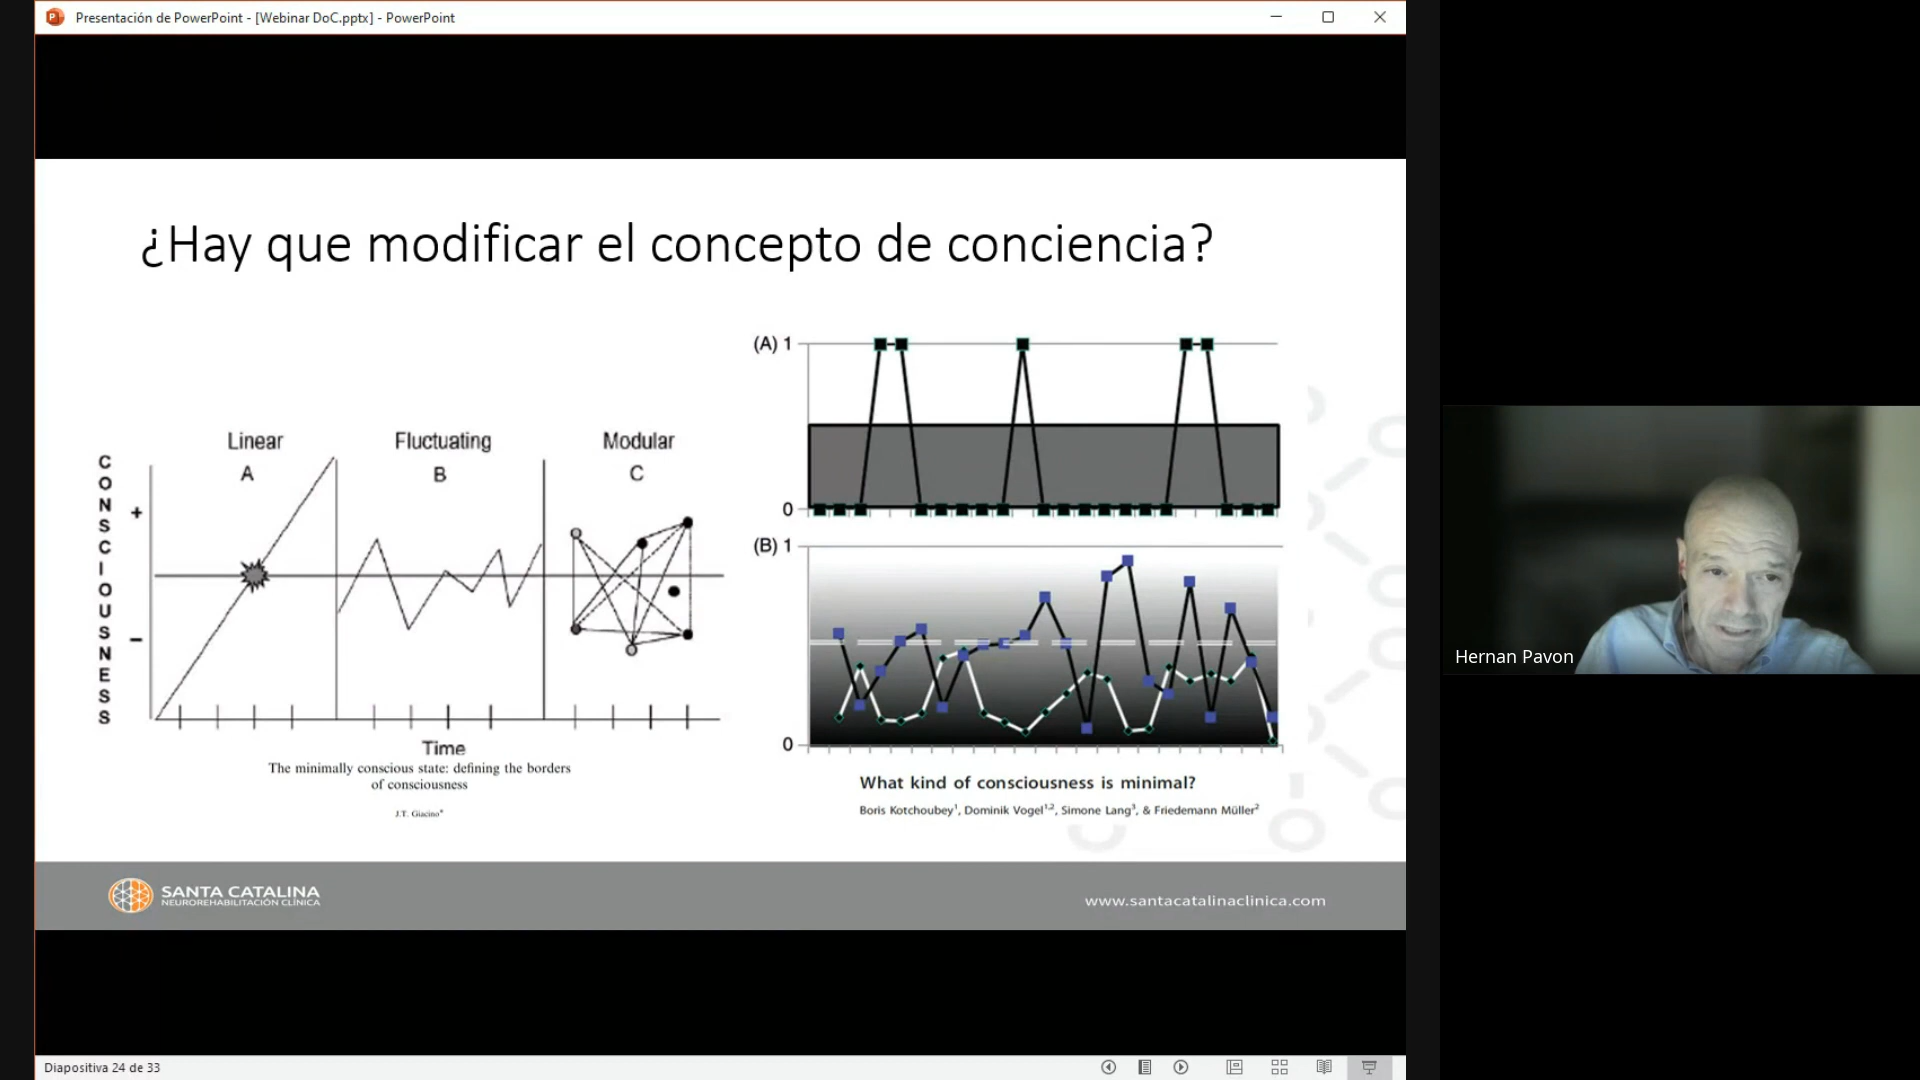 Presentación de PowerPoint - [Webinar DoC.pptx] - PowerPoint
¿Hay que modificar el concepto de conciencia?
Linear
A
Fluctuating
B
Modular
C
CONSCIOUSNESS
+
−
Time
The minimally conscious state: defining the borders
of consciousness
J.T. Giacino*
(A) 1
0
(B) 1
0
What kind of consciousness is minimal?
Boris Kotchoubey¹, Dominik Vogel¹,², Simone Lang³, & Friedemann Müller²
SANTA CATALINA
NEUROREHABILITACIÓN CLÍNICA
www.santacatalinaclinica.com
Diapositiva 24 de 33
Hernan Pavon